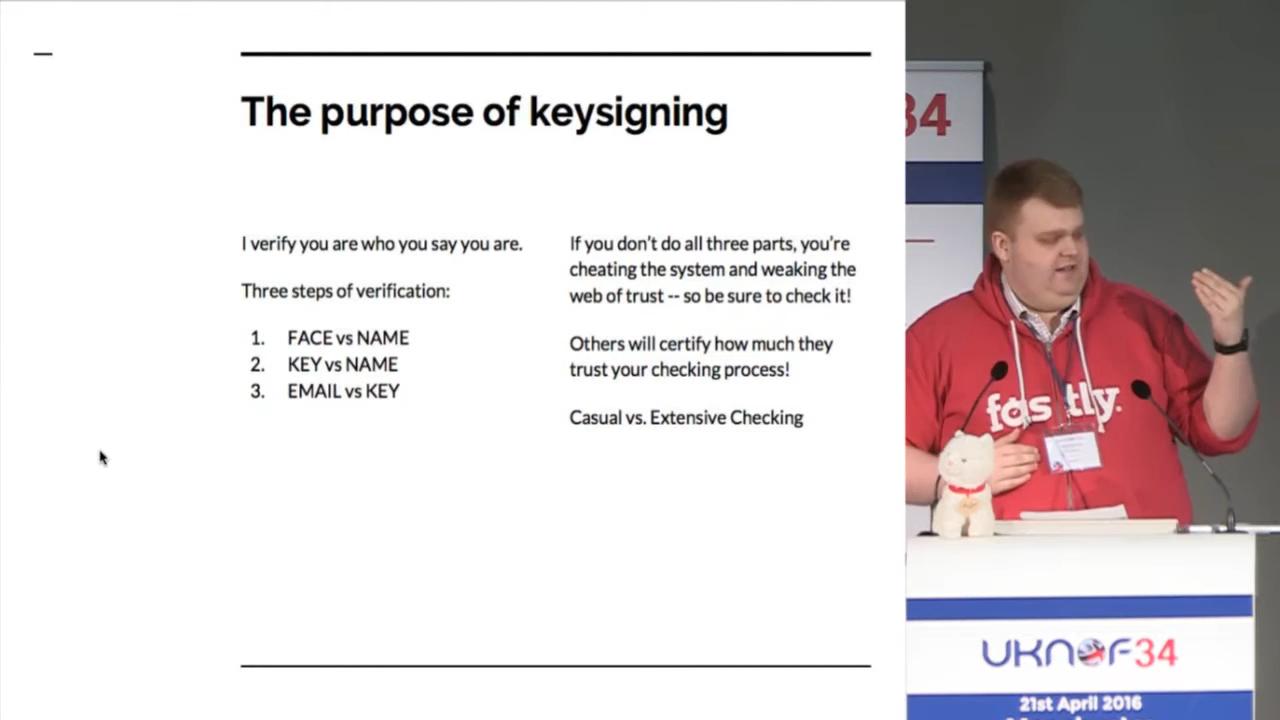 The purpose of keysigning
I verify you are who you say you are.
Three steps of verification:
1. FACE vs NAME
2. KEY vs NAME
3. EMAIL vs KEY
If you don't do all three parts, you're
cheating the system and weaking the
web of trust -- so be sure to check it!
Others will certify how much they
trust your checking process!
Casual vs. Extensive Checking
34
fastly.
UKNOF34
21st April 2016